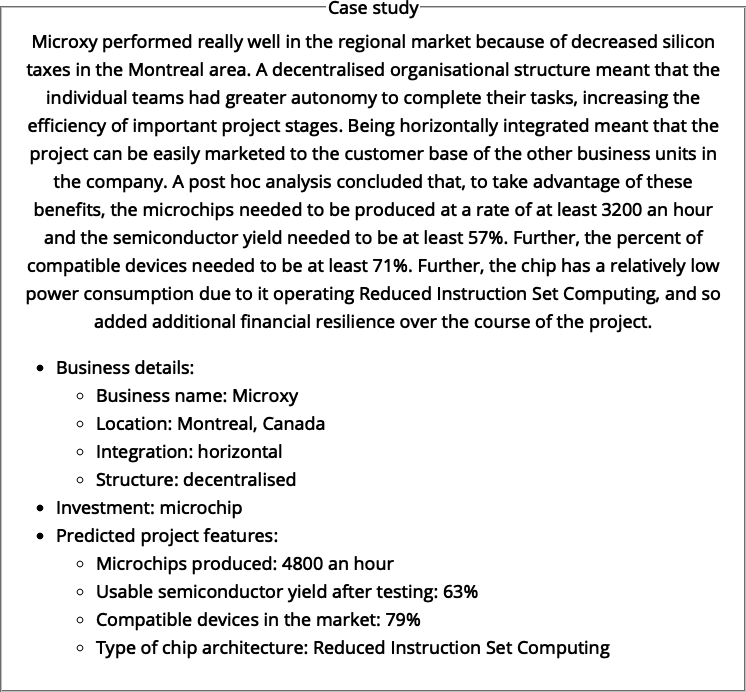 Case study
Microxy performed really well in the regional market because of decreased silicon
taxes in the Montreal area. A decentralised organisational structure meant that the
individual teams had greater autonomy to complete their tasks, increasing the
efficiency of important project stages. Being horizontally integrated meant that the
project can be easily marketed to the customer base of the other business units in
the company. A post hoc analysis concluded that, to take advantage of these
benefits, the microchips needed to be produced at a rate of at least 3200 an hour
and the semiconductor yield needed to be at least 57%. Further, the percent of
compatible devices needed to be at least 71%. Further, the chip has a relatively low
power consumption due to it operating Reduced Instruction Set Computing, and so
added additional financial resilience over the course of the project.
• Business details:
◦ Business name: Microxy
◦ Location: Montreal, Canada
◦ Integration: horizontal
◦ Structure: decentralised
• Investment: microchip
• Predicted project features:
◦ Microchips produced: 4800 an hour
◦ Usable semiconductor yield after testing: 63%
◦ Compatible devices in the market: 79%
◦ Type of chip architecture: Reduced Instruction Set Computing